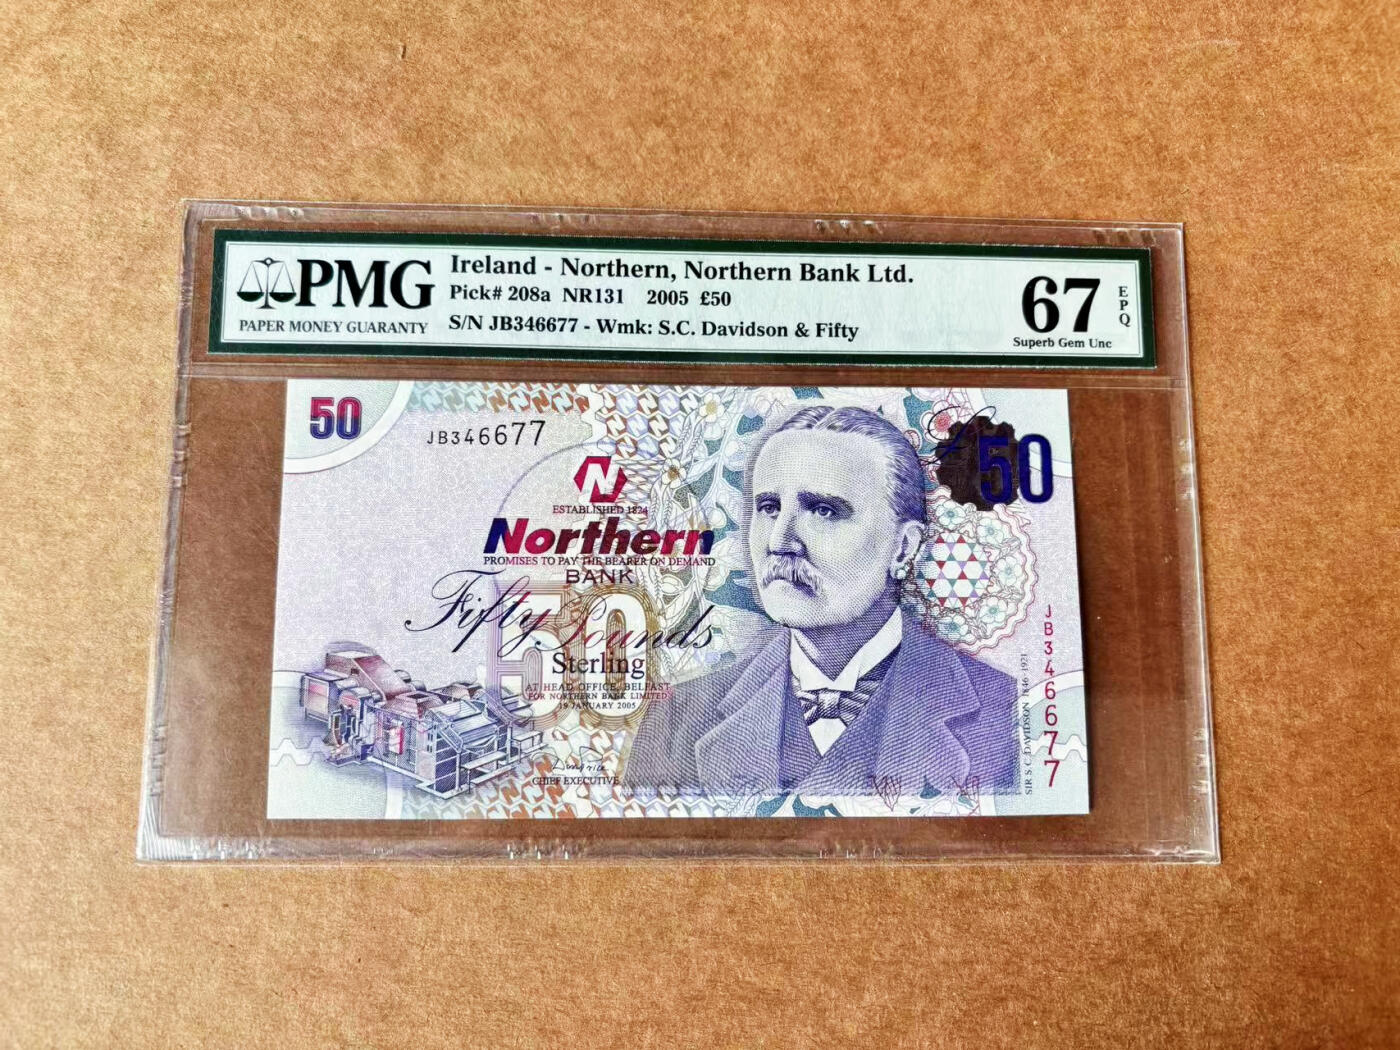 PMG
PAPER MONEY GUARANTY
Ireland - Northern, Northern Bank Ltd.
Pick# 208a NR131 2005 £50
S/N JB346677 - Wmk: S.C. Davidson & Fifty
67
EPQ
Superb Gem Unc
50
JB346677
£50
N
ESTABLISHED 1824
Northern
PROMISES TO PAY THE BEARER ON DEMAND
BANK
50
Fifty Pounds
Sterling
AT HEAD OFFICE, BELFAST
FOR NORTHERN BANK LIMITED
19 JANUARY 2005
CHIEF EXECUTIVE
SIR S C DAVIDSON 1846-1921
JB346677